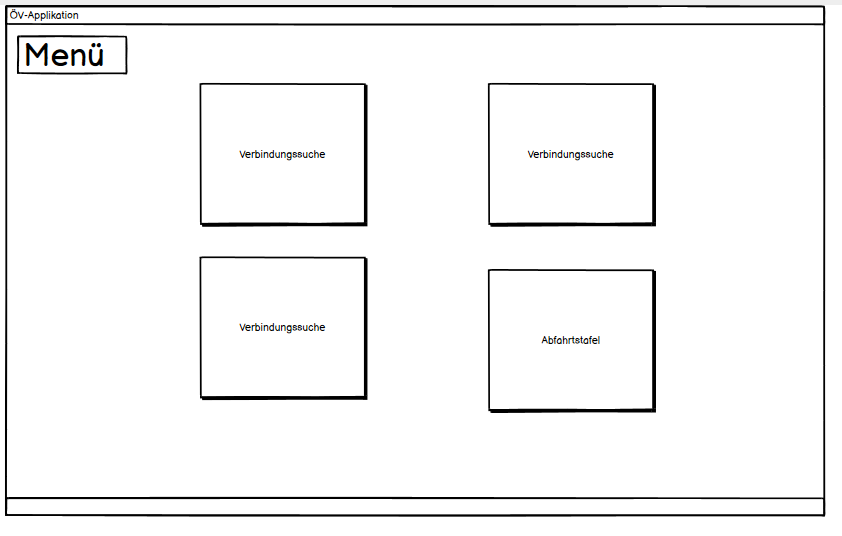 ÖV-Applikation
Menü
Verbindungssuche
Verbindungssuche
Verbindungssuche
Abfahrtstafel